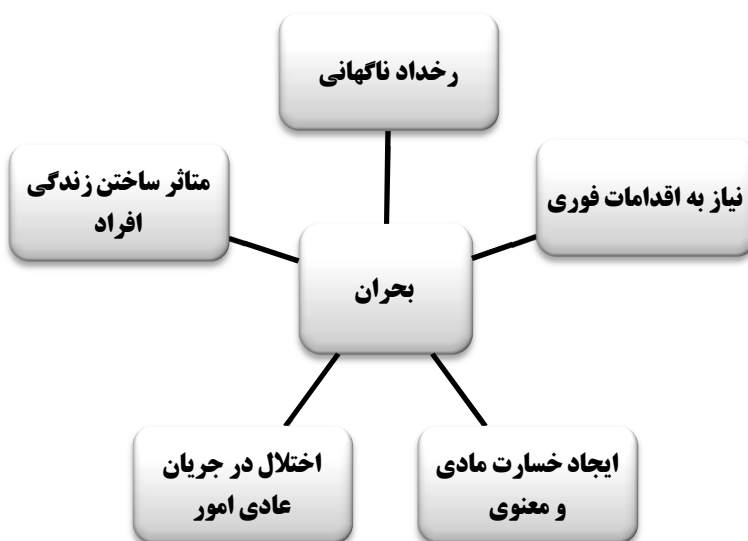 رخداد ناگهانی
نیاز به اقدامات فوری
متاثر ساختن زندگی
افراد
بحران
ایجاد خسارت مادی
و معنوی
اختلال در جریان
عادی امور